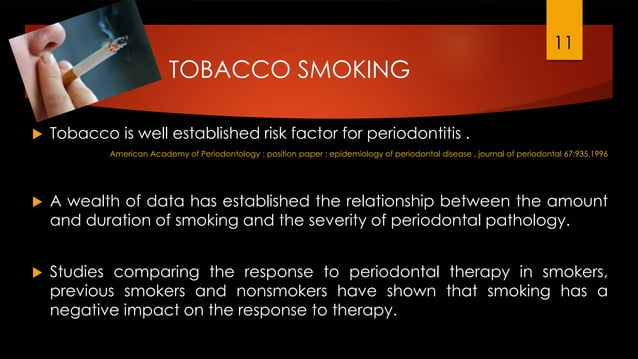 11
TOBACCO SMOKING
Tobacco is well established risk factor for periodontitis .
American Academy of Periodontology : position paper : epidemiology of periodontal disease , journal of periodontal 67:935,1996
A wealth of data has established the relationship between the amount
and duration of smoking and the severity of periodontal pathology.
Studies comparing the response to periodontal therapy in smokers,
previous smokers and nonsmokers have shown that smoking has a
negative impact on the response to therapy.